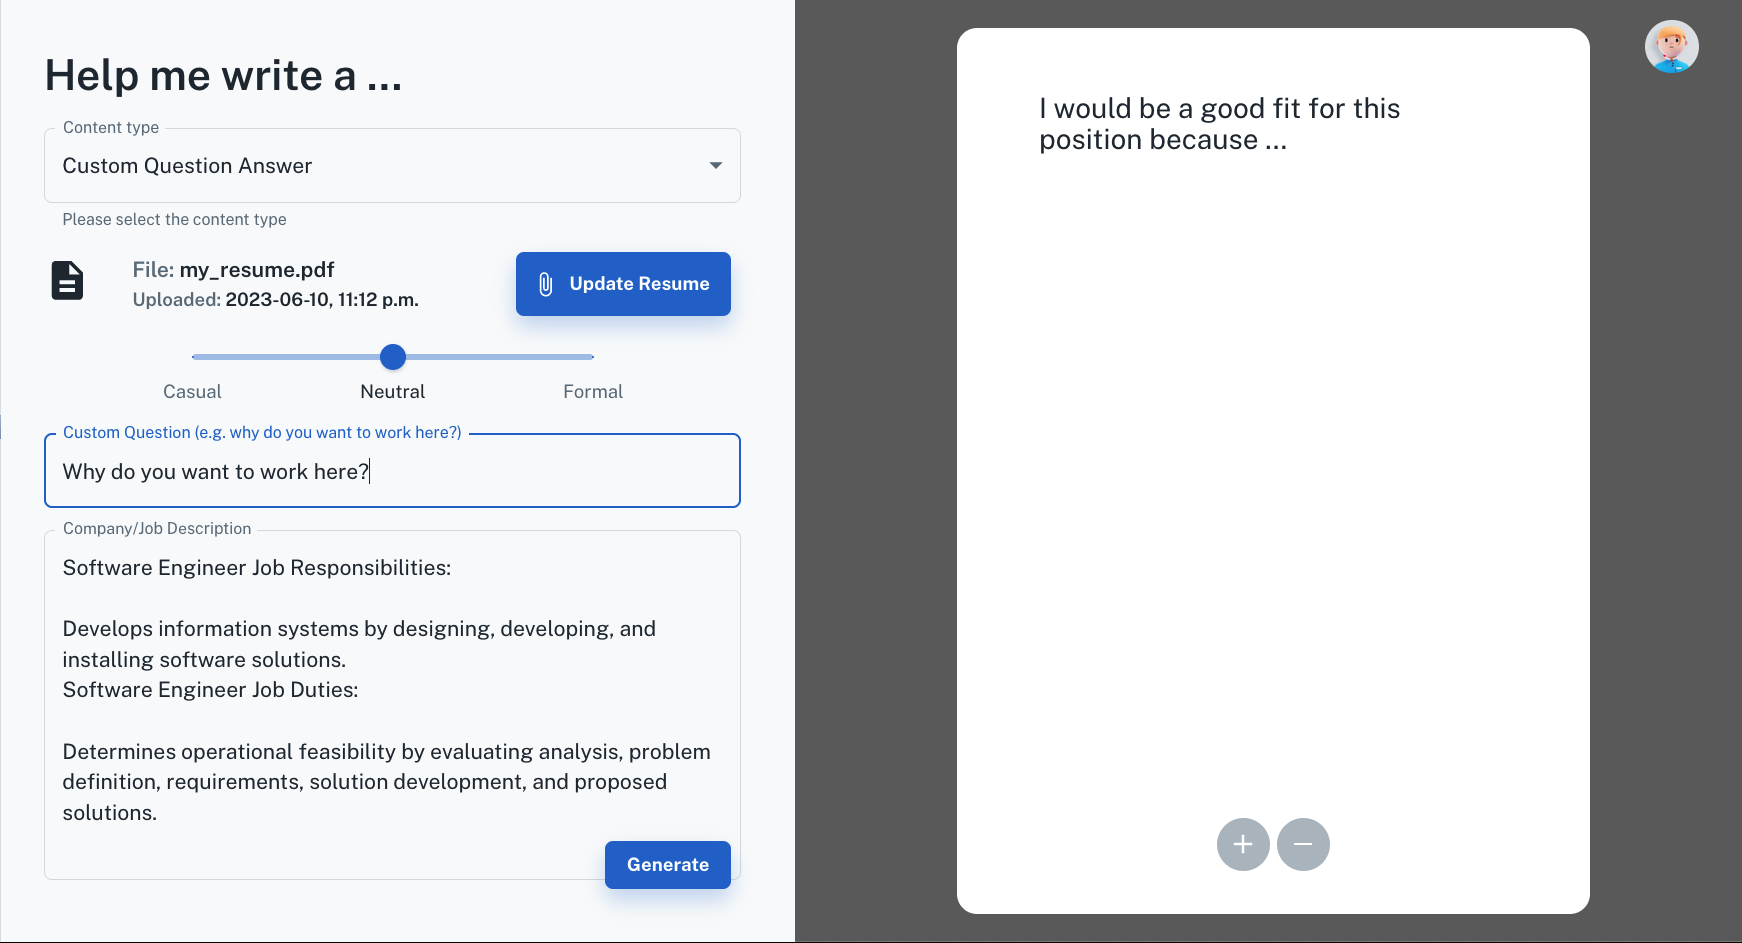 Help me write a ...
Content type
Custom Question Answer
Please select the content type
File: my_resume.pdf
Uploaded: 2023-06-10, 11:12 p.m.
Update Resume
Casual
Neutral
Formal
Custom Question (e.g. why do you want to work here?)
Why do you want to work here?
Company/Job Description
Software Engineer Job Responsibilities:
Develops information systems by designing, developing, and
installing software solutions.
Software Engineer Job Duties:
Determines operational feasibility by evaluating analysis, problem
definition, requirements, solution development, and proposed
solutions.
Generate
I would be a good fit for this
position because ...